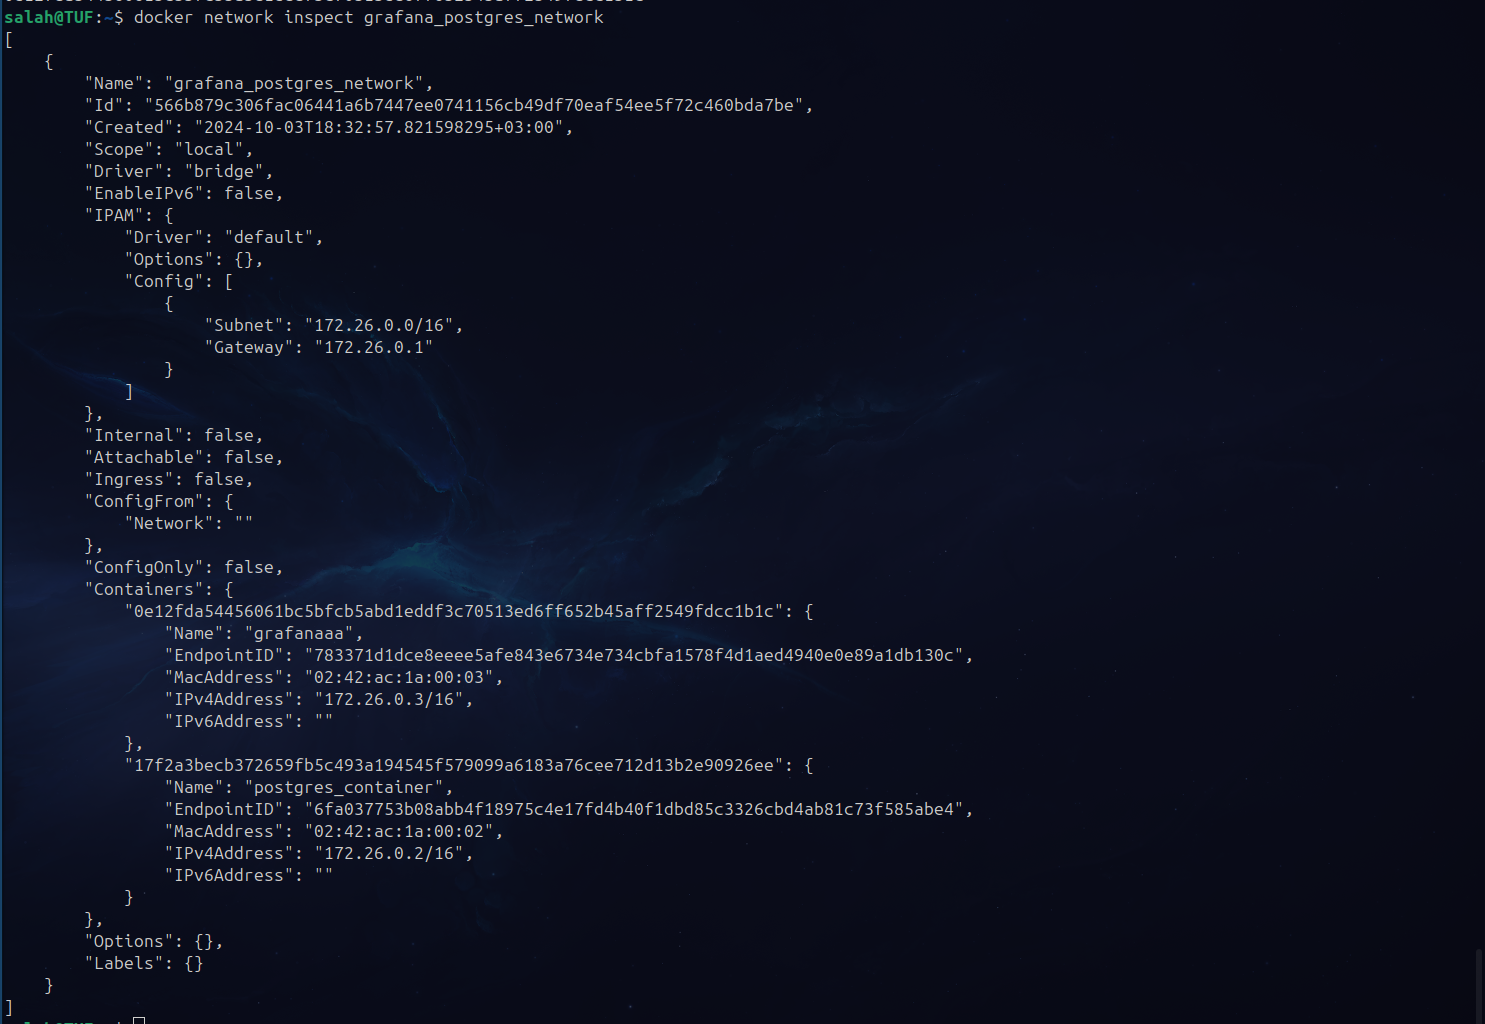 salah@TUF:~$ docker network inspect grafana_postgres_network
[
    {
        "Name": "grafana_postgres_network",
        "Id": "566b879c306fac06441a6b7447ee0741156cb49df70eaf54ee5f72c460bda7be",
        "Created": "2024-10-03T18:32:57.821598295+03:00",
        "Scope": "local",
        "Driver": "bridge",
        "EnableIPv6": false,
        "IPAM": {
            "Driver": "default",
            "Options": {},
            "Config": [
                {
                    "Subnet": "172.26.0.0/16",
                    "Gateway": "172.26.0.1"
                }
            ]
        },
        "Internal": false,
        "Attachable": false,
        "Ingress": false,
        "ConfigFrom": {
            "Network": ""
        },
        "ConfigOnly": false,
        "Containers": {
            "0e12fda54456061bc5bfcb5abd1eddf3c70513ed6ff652b45aff2549fdcc1b1c": {
                "Name": "grafanaaa",
                "EndpointID": "783371d1dce8eeee5afe843e6734e734cbfa1578f4d1aed4940e0e89a1db130c",
                "MacAddress": "02:42:ac:1a:00:03",
                "IPv4Address": "172.26.0.3/16",
                "IPv6Address": ""
            },
            "17f2a3becb372659fb5c493a194545f579099a6183a76cee712d13b2e90926ee": {
                "Name": "postgres_container",
                "EndpointID": "6fa037753b08abb4f18975c4e17fd4b40f1dbd85c3326cbd4ab81c73f585abe4",
                "MacAddress": "02:42:ac:1a:00:02",
                "IPv4Address": "172.26.0.2/16",
                "IPv6Address": ""
            }
        },
        "Options": {},
        "Labels": {}
    }
]